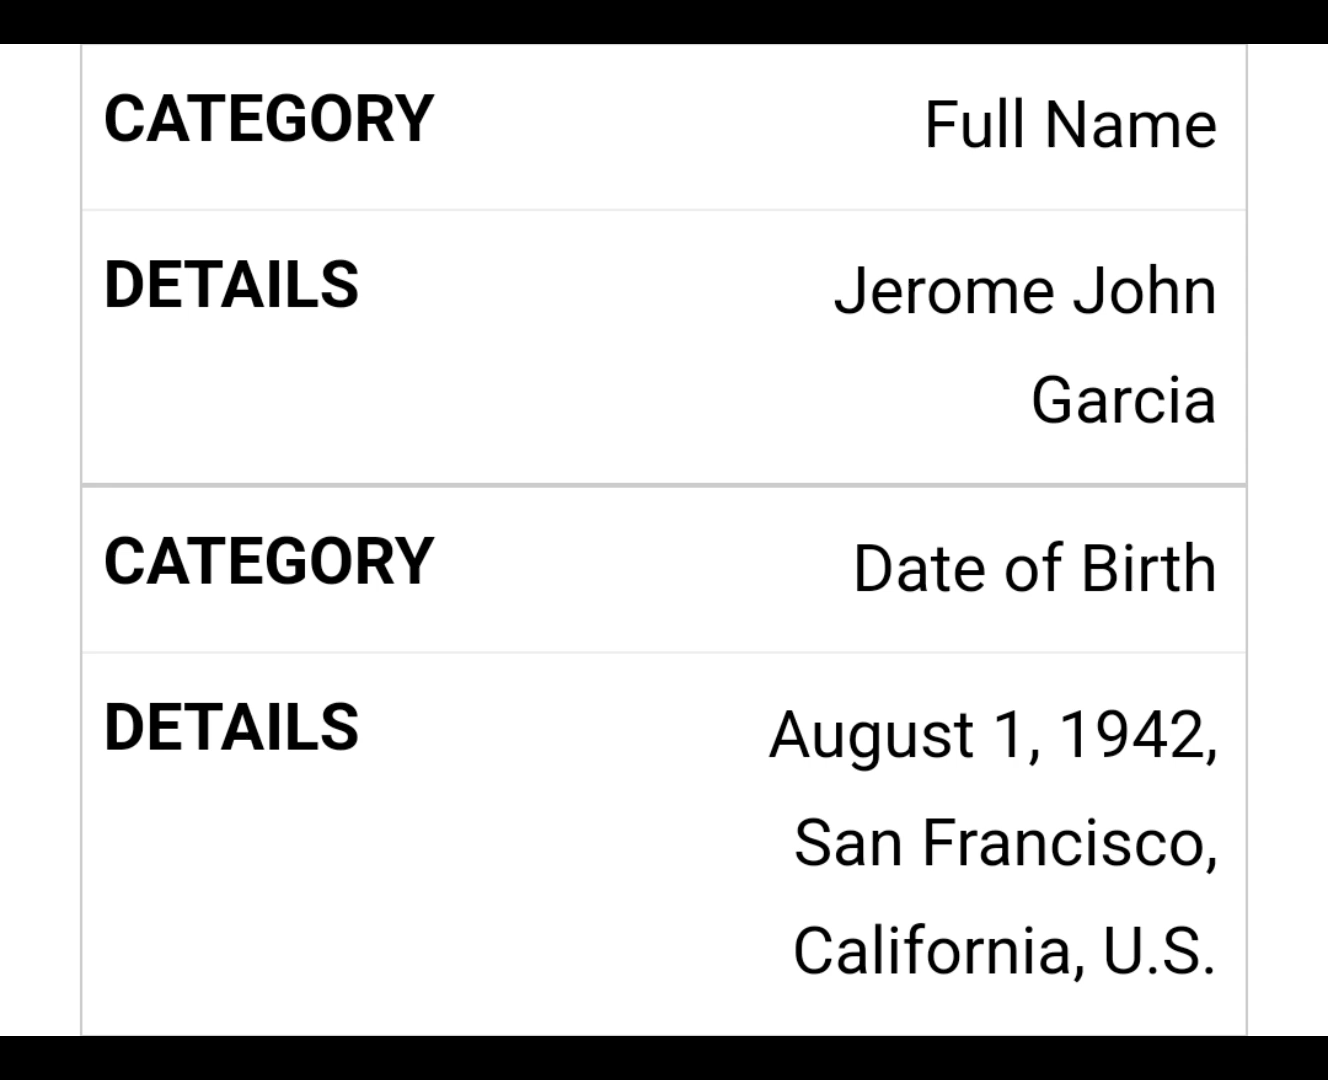 CATEGORY Full Name
DETAILS Jerome John
Garcia
CATEGORY Date of Birth
DETAILS August 1, 1942,
San Francisco,
California, U.S.